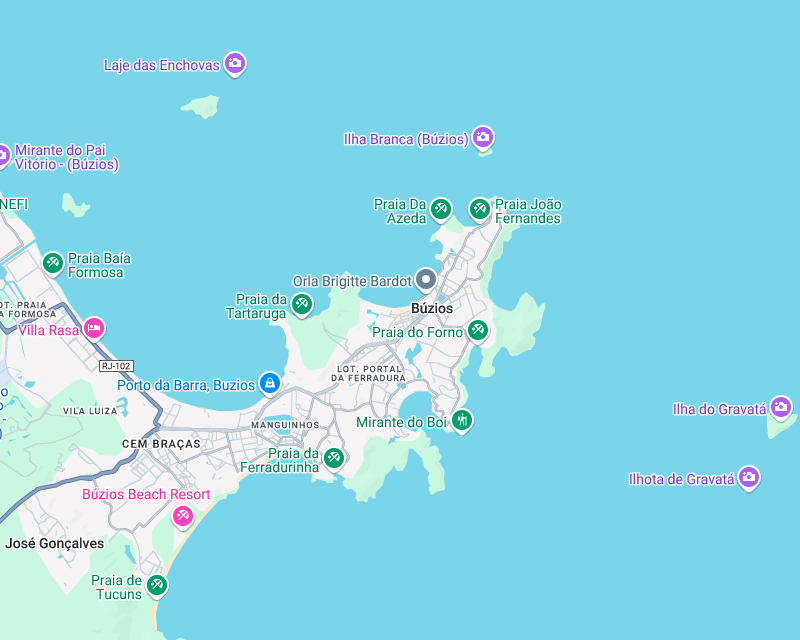 Laje das Enchovas
Ilha Branca (Búzios)
Mirante do Pai
Vitório - (Búzios)
NEFI
Praia Da
Azeda
Praia João
Fernandes
Praia Baía
Formosa
Orla Brigitte Bardot
Praia da
Tartaruga
Búzios
OT. PRAIA
A FORMOSA
Villa Rasa
Praia do Forno
RJ-102
LOT. PORTAL
DA FERRADURA
Porto da Barra, Buzios
VILA LUIZA
Ilha do Gravatá
MANGUINHOS
Mirante do Boi
CEM BRAÇAS
Praia da
Ferradurinha
Ilhota de Gravatá
Búzios Beach Resort
José Gonçalves
Praia de
Tucuns